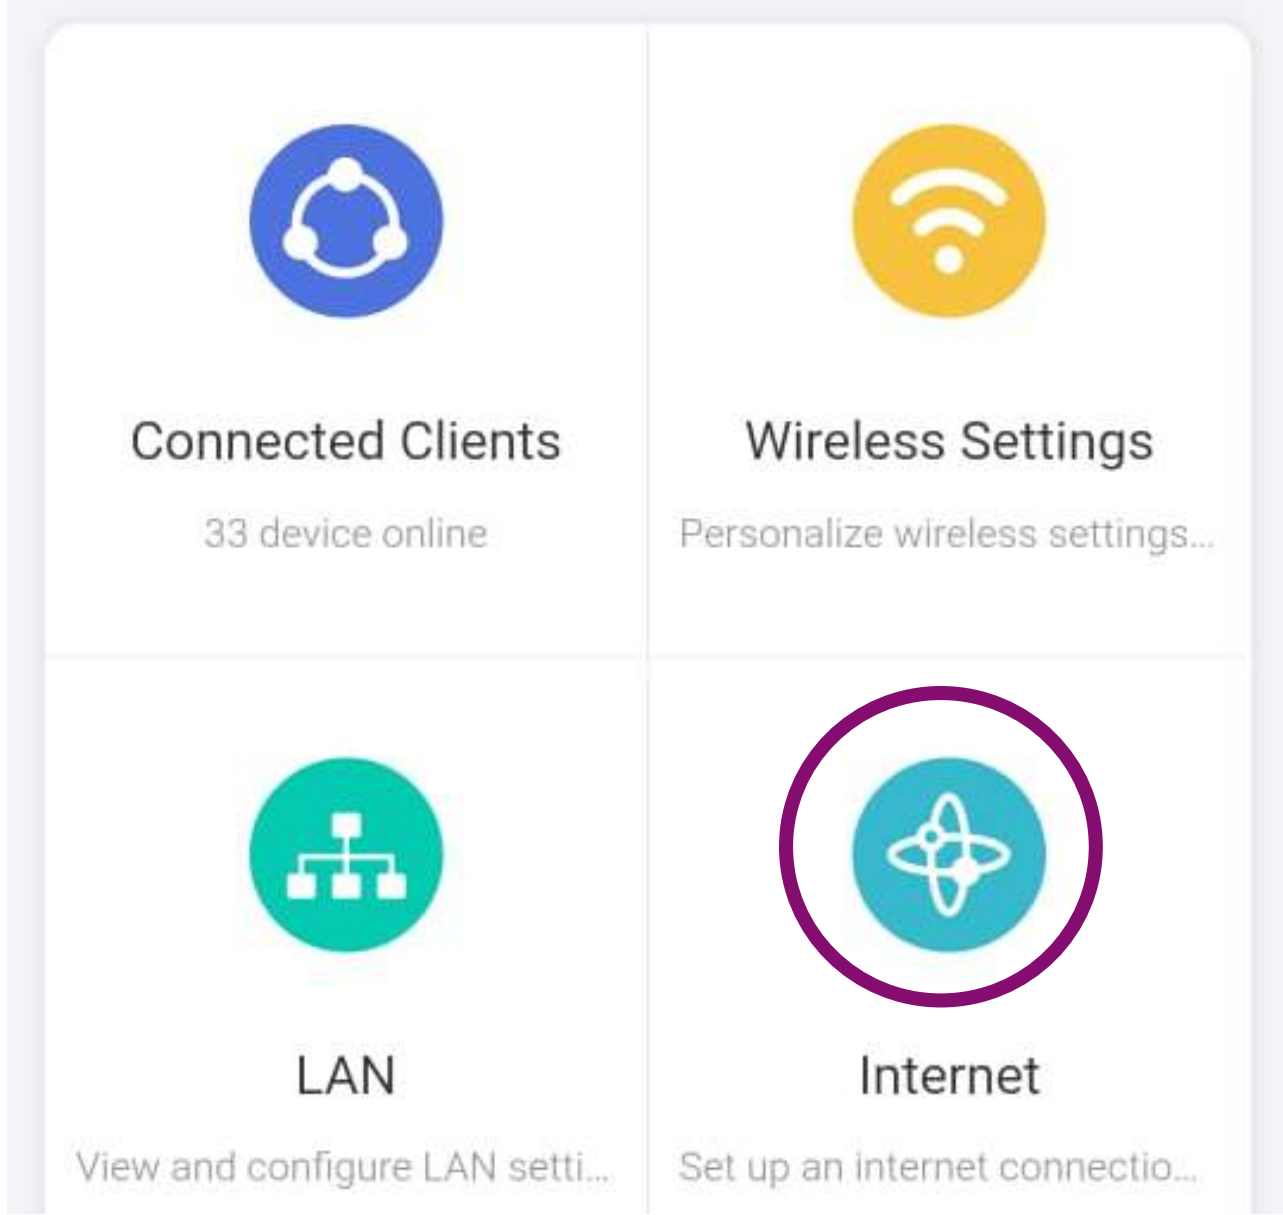 Connected Clients
33 device online
Wireless Settings
Personalize wireless settings...
LAN
View and configure LAN setti...
Internet
Set up an internet connectio...